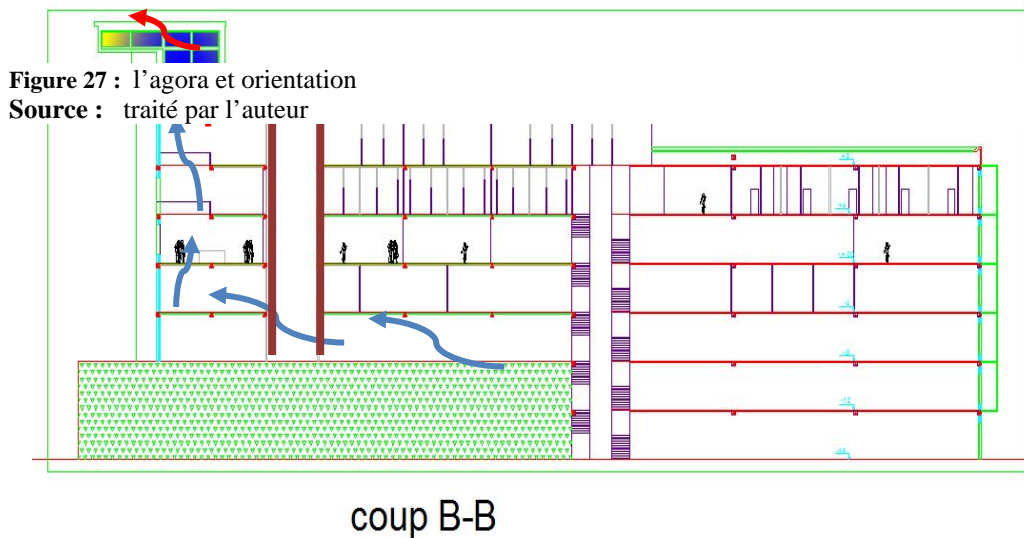 Figure 27 : l’agora et orientation
Source : traité par l’auteur
coup B-B